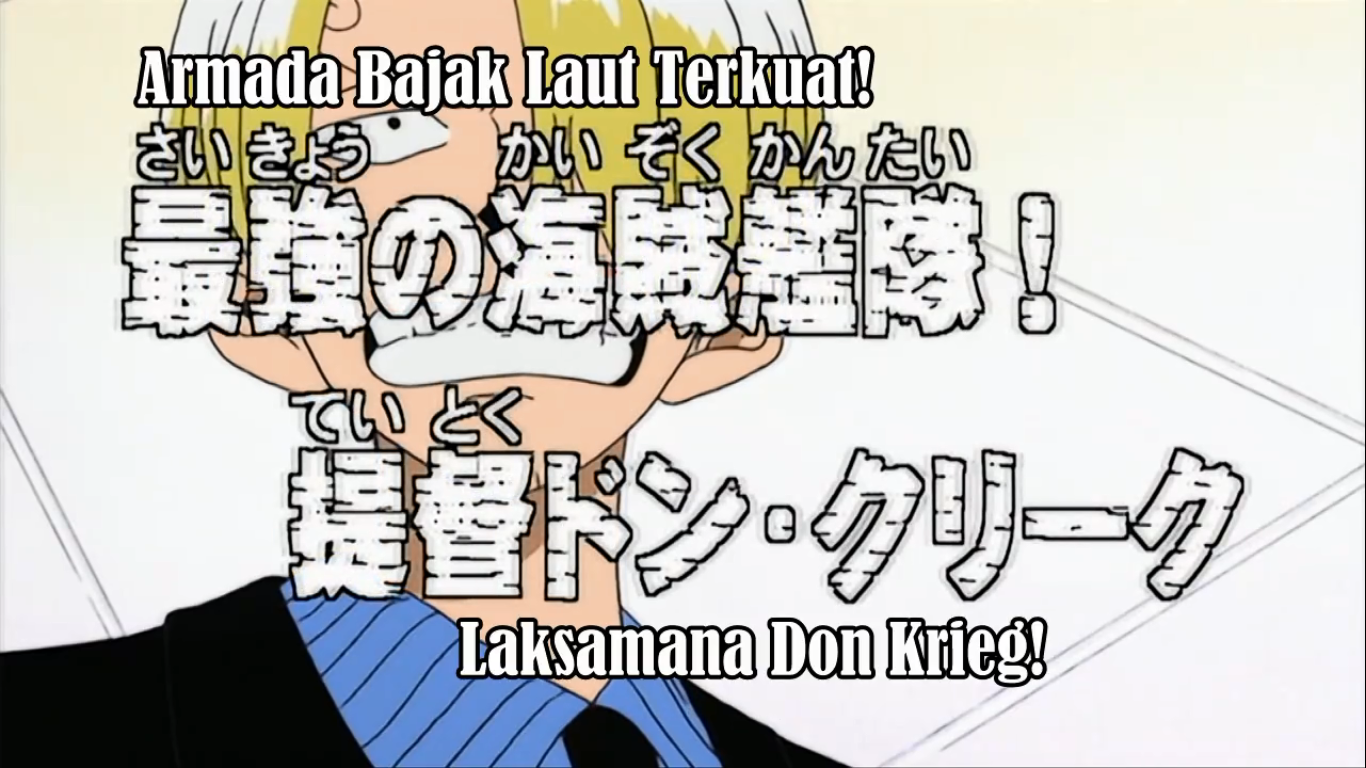 Armada Bajak Laut Terkuat!
さいきょう かいぞくかんたい
最強の海賊艦隊！
ていとく
提督ドン・クリーク
Laksamana Don Krieg!